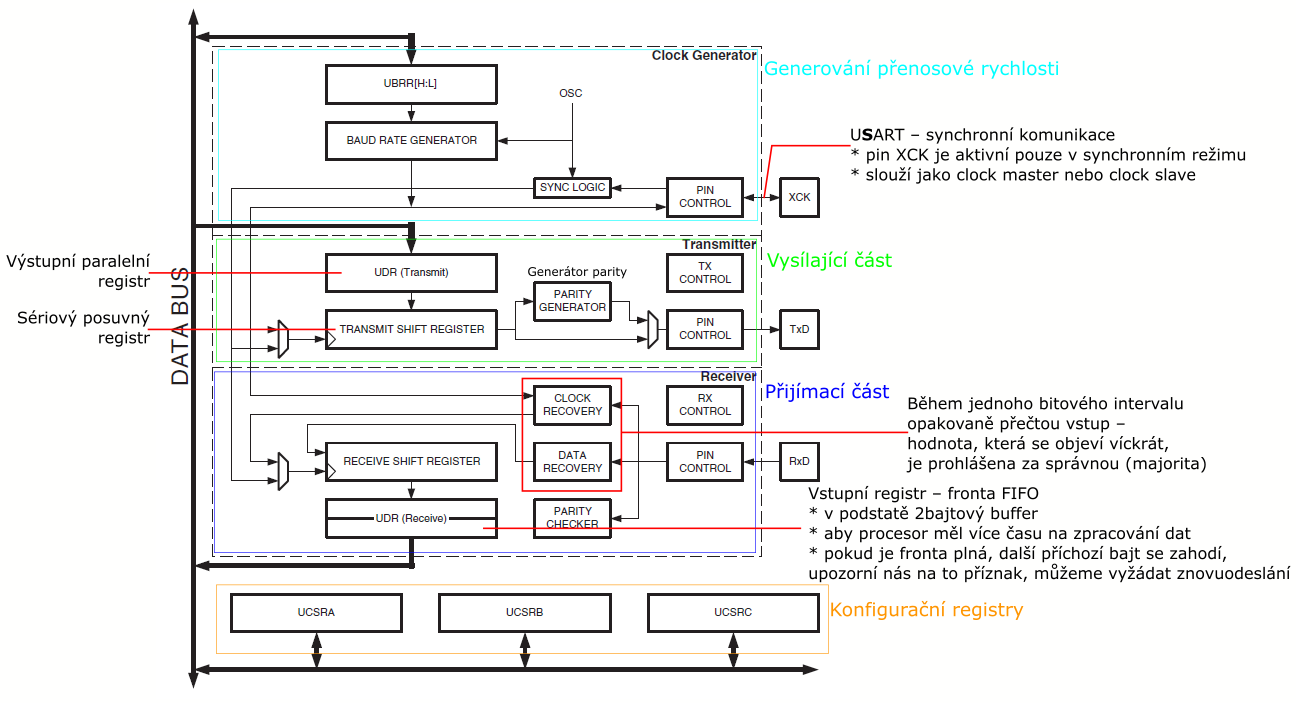 Clock Generator
Generování přenosové rychlosti
UBRR[H:L]
OSC
BAUD RATE GENERATOR
USART – synchronní komunikace
* pin XCK je aktivní pouze v synchronním režimu
* slouží jako clock master nebo clock slave
SYNC LOGIC
PIN
CONTROL
XCK
Transmitter
Vysílající část
Výstupní paralelní
registr
UDR (Transmit)
Generátor parity
TX
CONTROL
DATA BUS
PARITY
GENERATOR
Sériový posuvný
registr
TRANSMIT SHIFT REGISTER
PIN
CONTROL
TxD
Receiver
Přijímací část
CLOCK
RECOVERY
RX
CONTROL
Během jednoho bitového intervalu
opakovaně přečtou vstup –
hodnota, která se objeví víckrát,
je prohlášena za správnou (majorita)
RECEIVE SHIFT REGISTER
DATA
RECOVERY
PIN
CONTROL
RxD
Vstupní registr – fronta FIFO
* v podstatě 2bajtový buffer
* aby procesor měl více času na zpracování dat
* pokud je fronta plná, další příchozí bajt se zahodí,
upozorní nás na to příznak, můžeme vyžádat znovuodeslání
UDR (Receive)
PARITY
CHECKER
UCSRA
UCSRB
UCSRC
Konfigurační registry